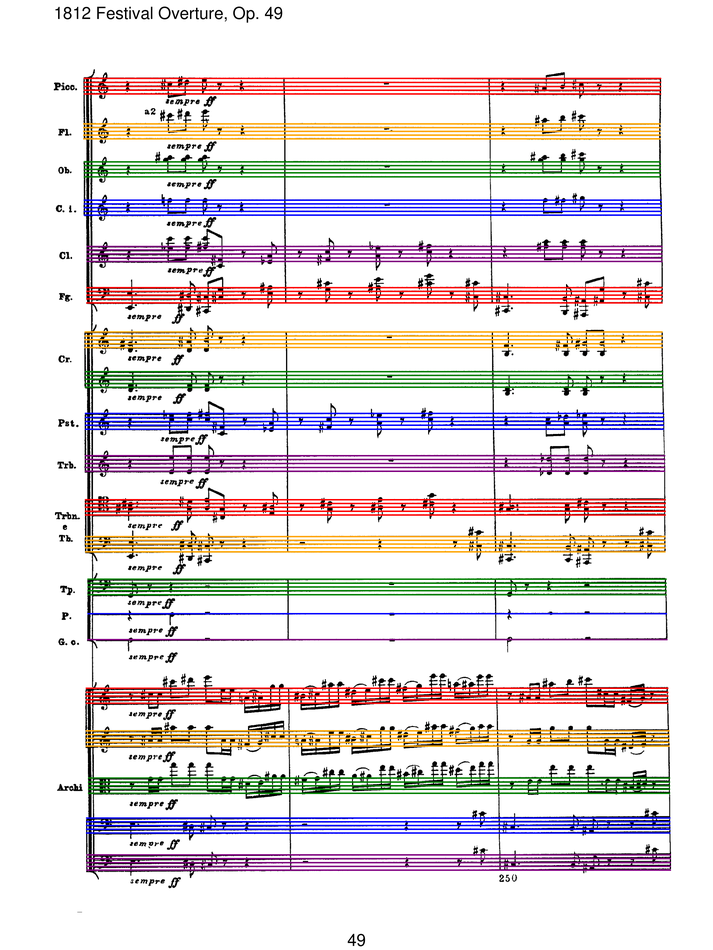 1812 Festival Overture, Op. 49
Picc.
sempre ff
a2
Fl.
sempre ff
Ob.
sempre ff
C. i.
sempre ff
Cl.
sempre ff
Fg.
sempre ff
Cr.
sempre ff
sempre ff
Pst.
sempre ff
Trb.
sempre ff
Trbn.
sempre ff
e
Tb.
sempre ff
Tp.
sempre ff
P.
sempre ff
G. c.
sempre ff
sempre ff
sempre ff
Archi
sempre ff
sempre ff
sempre ff
250
49